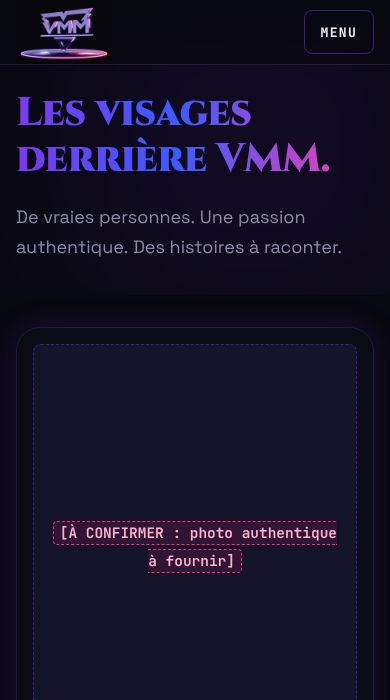 VMM
MENU
Les visages
derrière VMM.
De vraies personnes. Une passion
authentique. Des histoires à raconter.
[À CONFIRMER : photo authentique
à fournir]